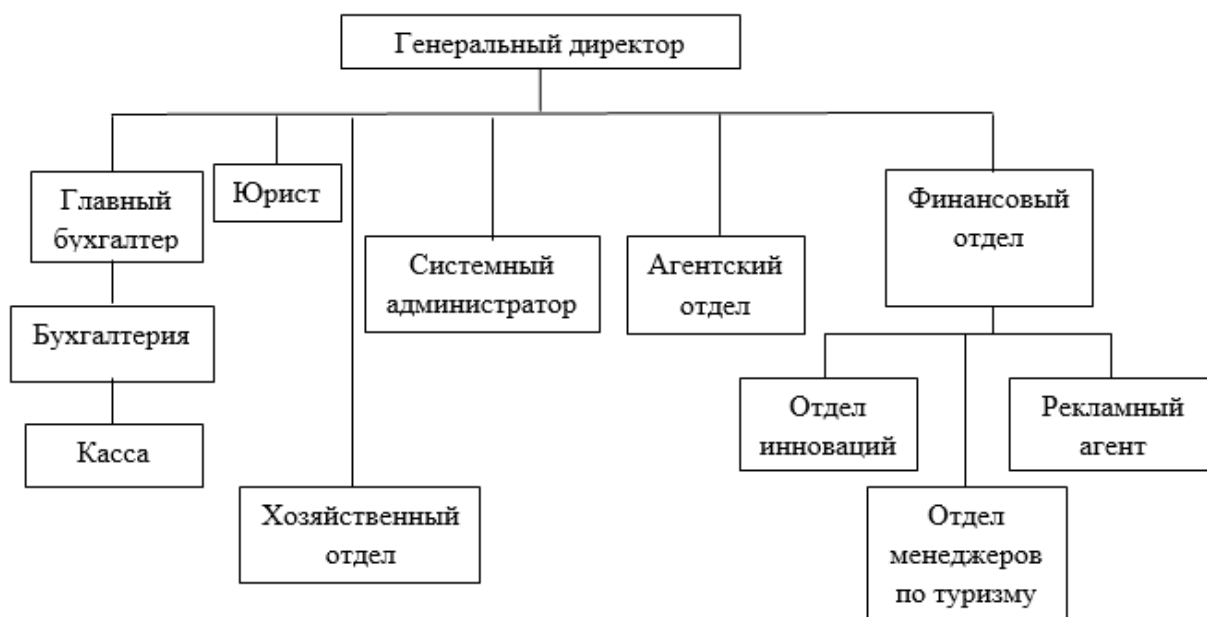 Генеральный директор
Главный
бухгалтер
Юрист
Системный
администратор
Агентский
отдел
Финансовый
отдел
Бухгалтерия
Касса
Хозяйственный
отдел
Отдел
инноваций
Рекламный
агент
Отдел
менеджеров
по туризму